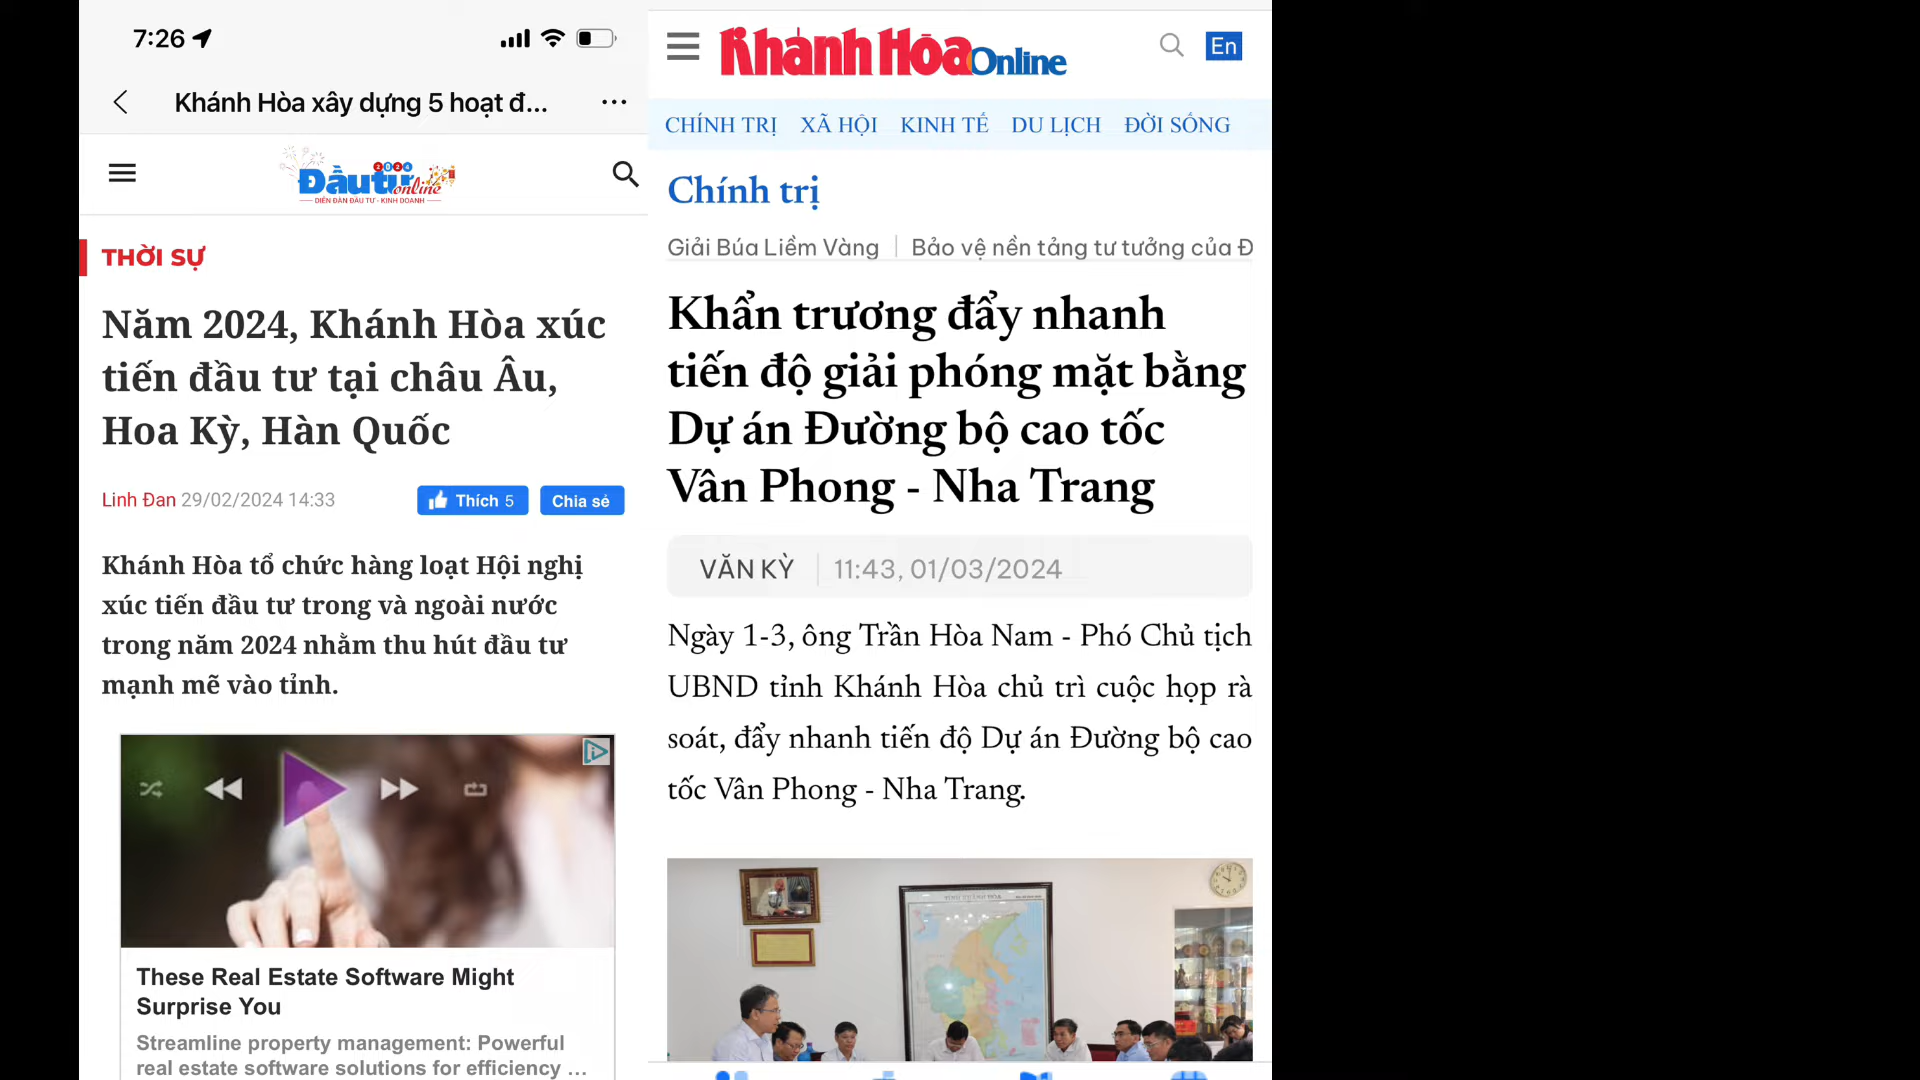 7:26
Khánh Hòa xây dựng 5 hoạt đ...
2024
Đầu tư online
DIỄN ĐÀN ĐẦU TƯ - KINH DOANH
THỜI SỰ
Năm 2024, Khánh Hòa xúc
tiến đầu tư tại châu Âu,
Hoa Kỳ, Hàn Quốc
Linh Đan 29/02/2024 14:33
Thích 5
Chia sẻ
Khánh Hòa tổ chức hàng loạt Hội nghị
xúc tiến đầu tư trong và ngoài nước
trong năm 2024 nhằm thu hút đầu tư
mạnh mẽ vào tỉnh.
These Real Estate Software Might
Surprise You
Streamline property management: Powerful
real estate software solutions for efficiency ...
Khánh Hòa Online
En
CHÍNH TRỊ XÃ HỘI KINH TẾ DU LỊCH ĐỜI SỐNG
Chính trị
Giải Búa Liềm Vàng | Bảo vệ nền tảng tư tưởng của Đ
Khẩn trương đẩy nhanh
tiến độ giải phóng mặt bằng
Dự án Đường bộ cao tốc
Vân Phong - Nha Trang
VĂN KỲ | 11:43, 01/03/2024
Ngày 1-3, ông Trần Hòa Nam - Phó Chủ tịch
UBND tỉnh Khánh Hòa chủ trì cuộc họp rà
soát, đẩy nhanh tiến độ Dự án Đường bộ cao
tốc Vân Phong - Nha Trang.
TỈNH KHÁNH HÒA